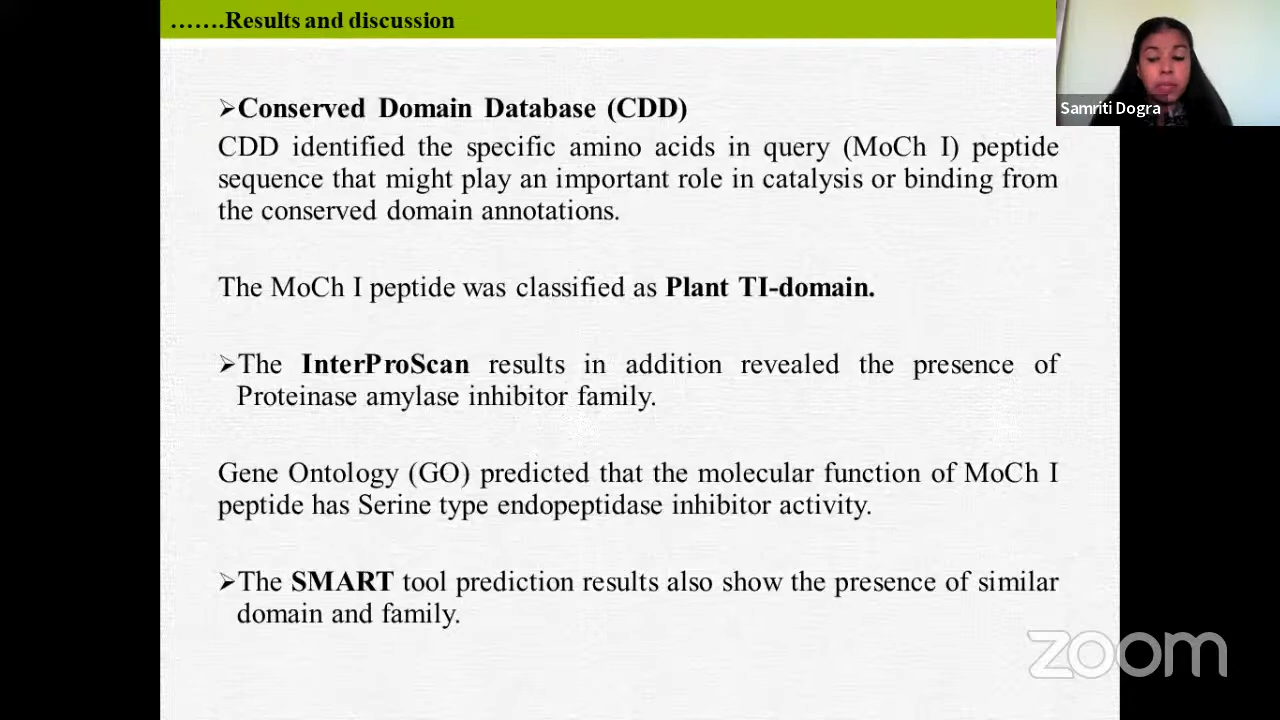 …….Results and discussion
Samriti Dogra
➢Conserved Domain Database (CDD)
CDD identified the specific amino acids in query (MoCh I) peptide
sequence that might play an important role in catalysis or binding from
the conserved domain annotations.
The MoCh I peptide was classified as Plant TI-domain.
➢The InterProScan results in addition revealed the presence of
Proteinase amylase inhibitor family.
Gene Ontology (GO) predicted that the molecular function of MoCh I
peptide has Serine type endopeptidase inhibitor activity.
➢The SMART tool prediction results also show the presence of similar
domain and family.
zoom